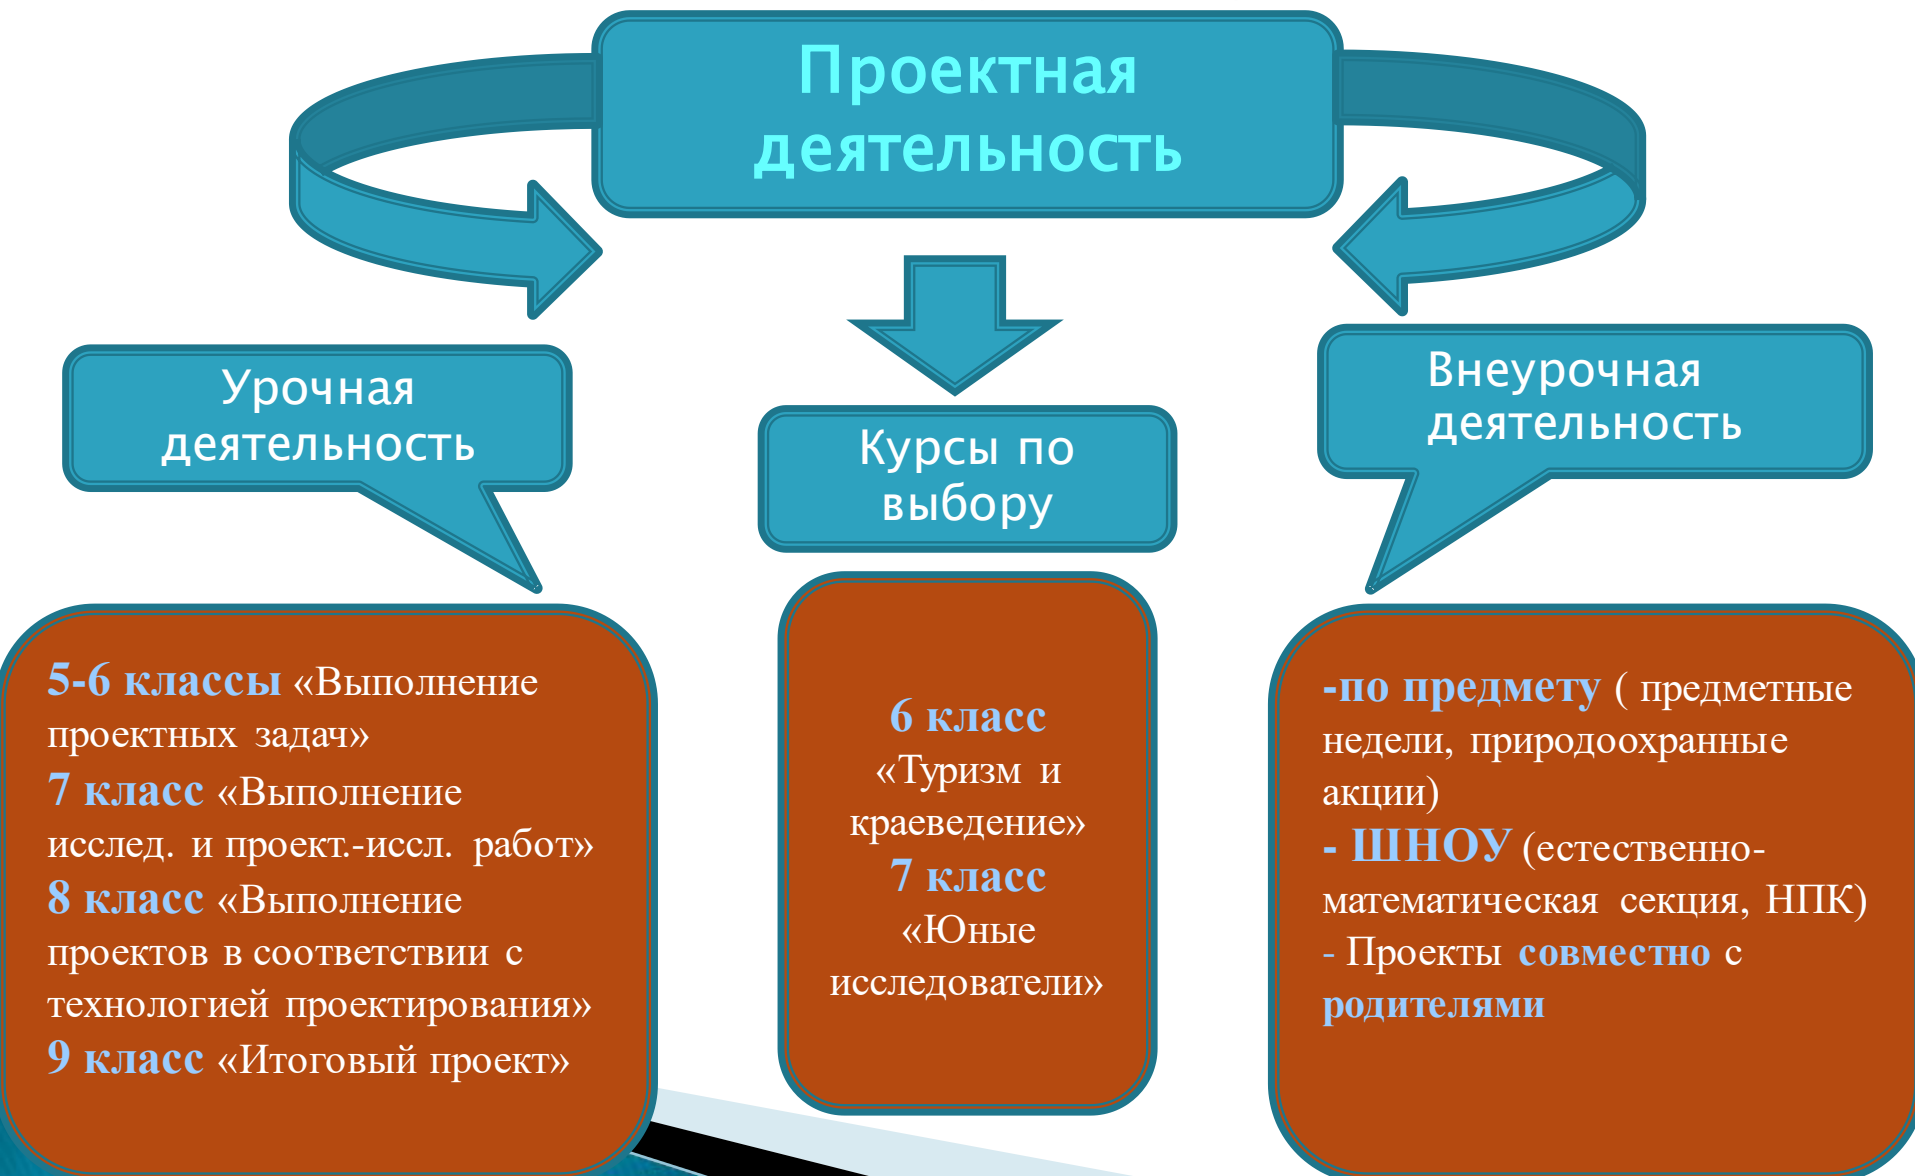 Проектная
деятельность
Урочная
деятельность
Курсы по
выбору
Внеурочная
деятельность
5-6 классы «Выполнение
проектных задач»
7 класс «Выполнение
исслед. и проект.-иссл. работ»
8 класс «Выполнение
проектов в соответствии с
технологией проектирования»
9 класс «Итоговый проект»
6 класс
«Туризм и
краеведение»
7 класс
«Юные
исследователи»
-по предмету ( предметные
недели, природоохранные
акции)
- ШНОУ (естественно-
математическая секция, НПК)
- Проекты совместно с
родителями